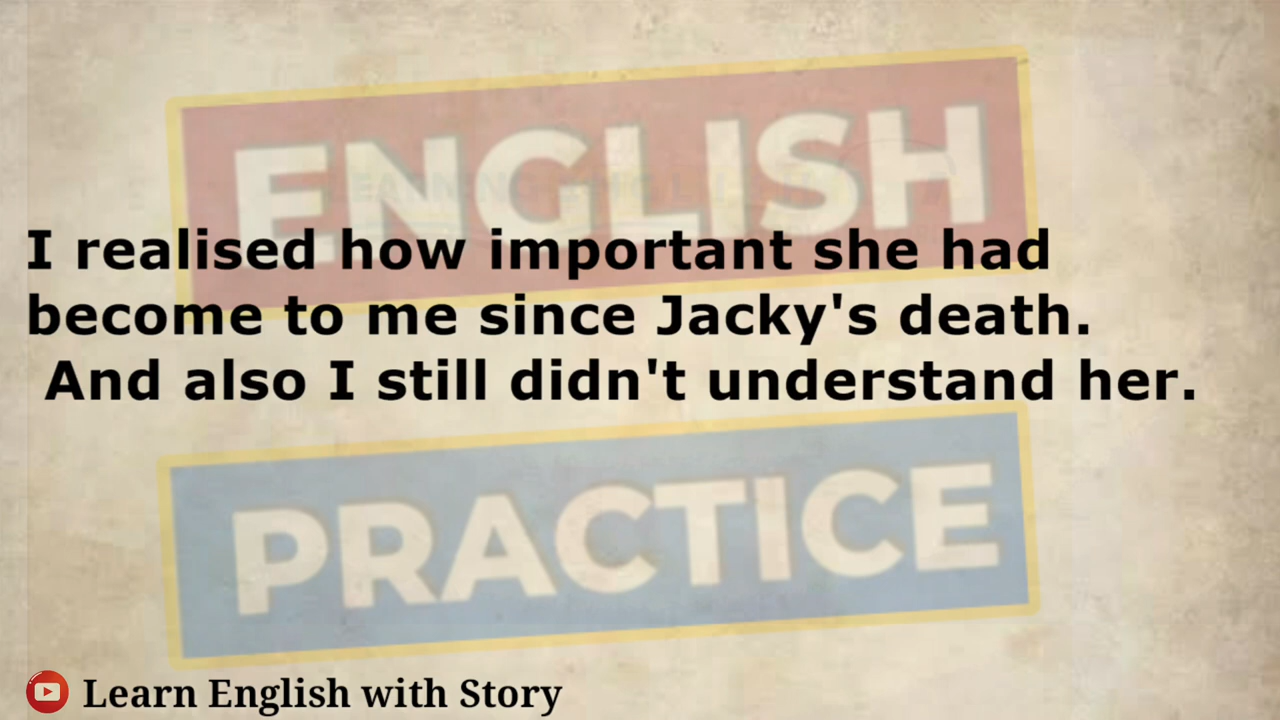 ENGLISH
I realised how important she had
become to me since Jacky's death.
And also I still didn't understand her.
PRACTICE
Learn English with Story